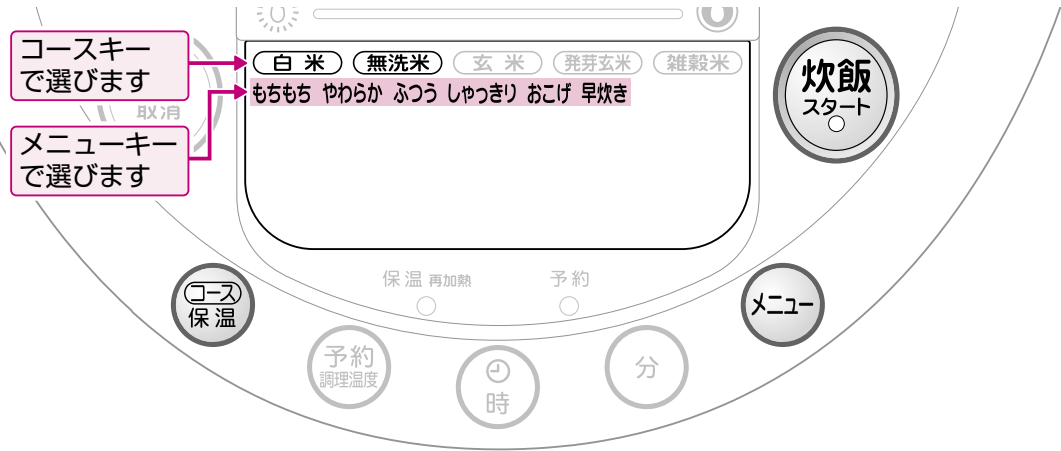 コースキー
で選びます
メニューキー
で選びます
取消
白米 無洗米 玄米 発芽玄米 雑穀米
もちもち やわらか ふつう しゃっきり おこげ 早炊き
炊飯
スタート
保温 再加熱 予約
コース
保温
メニュー
予約
調理温度
時
分